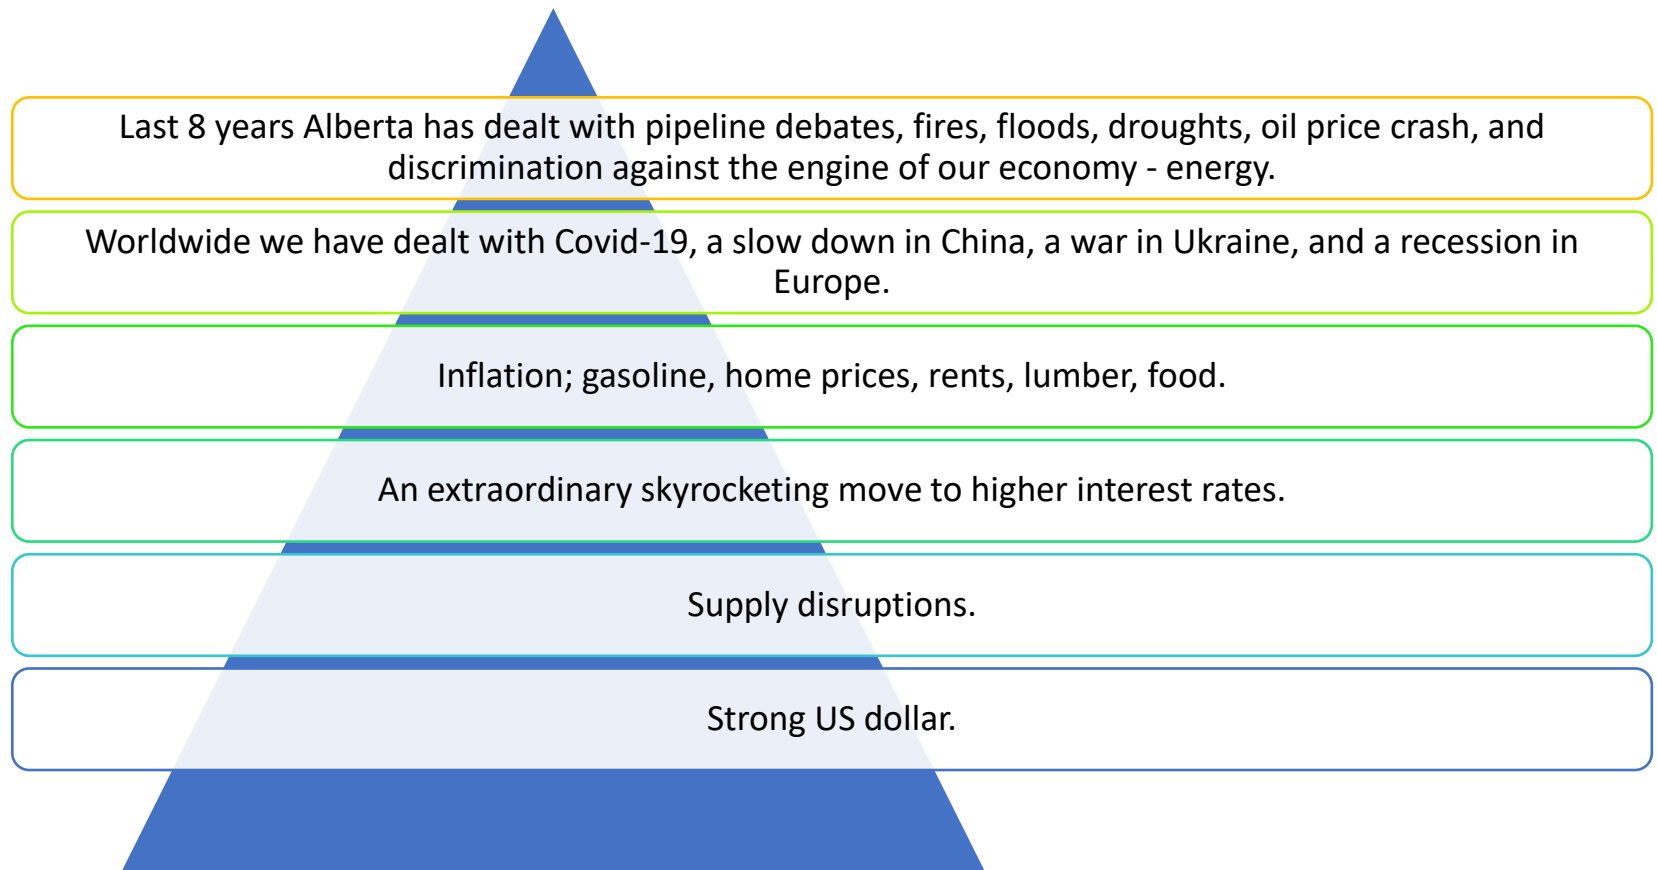 Last 8 years Alberta has dealt with pipeline debates, fires, floods, droughts, oil price crash, and
discrimination against the engine of our economy - energy.
Worldwide we have dealt with Covid-19, a slow down in China, a war in Ukraine, and a recession in
Europe.
Inflation; gasoline, home prices, rents, lumber, food.
An extraordinary skyrocketing move to higher interest rates.
Supply disruptions.
Strong US dollar.